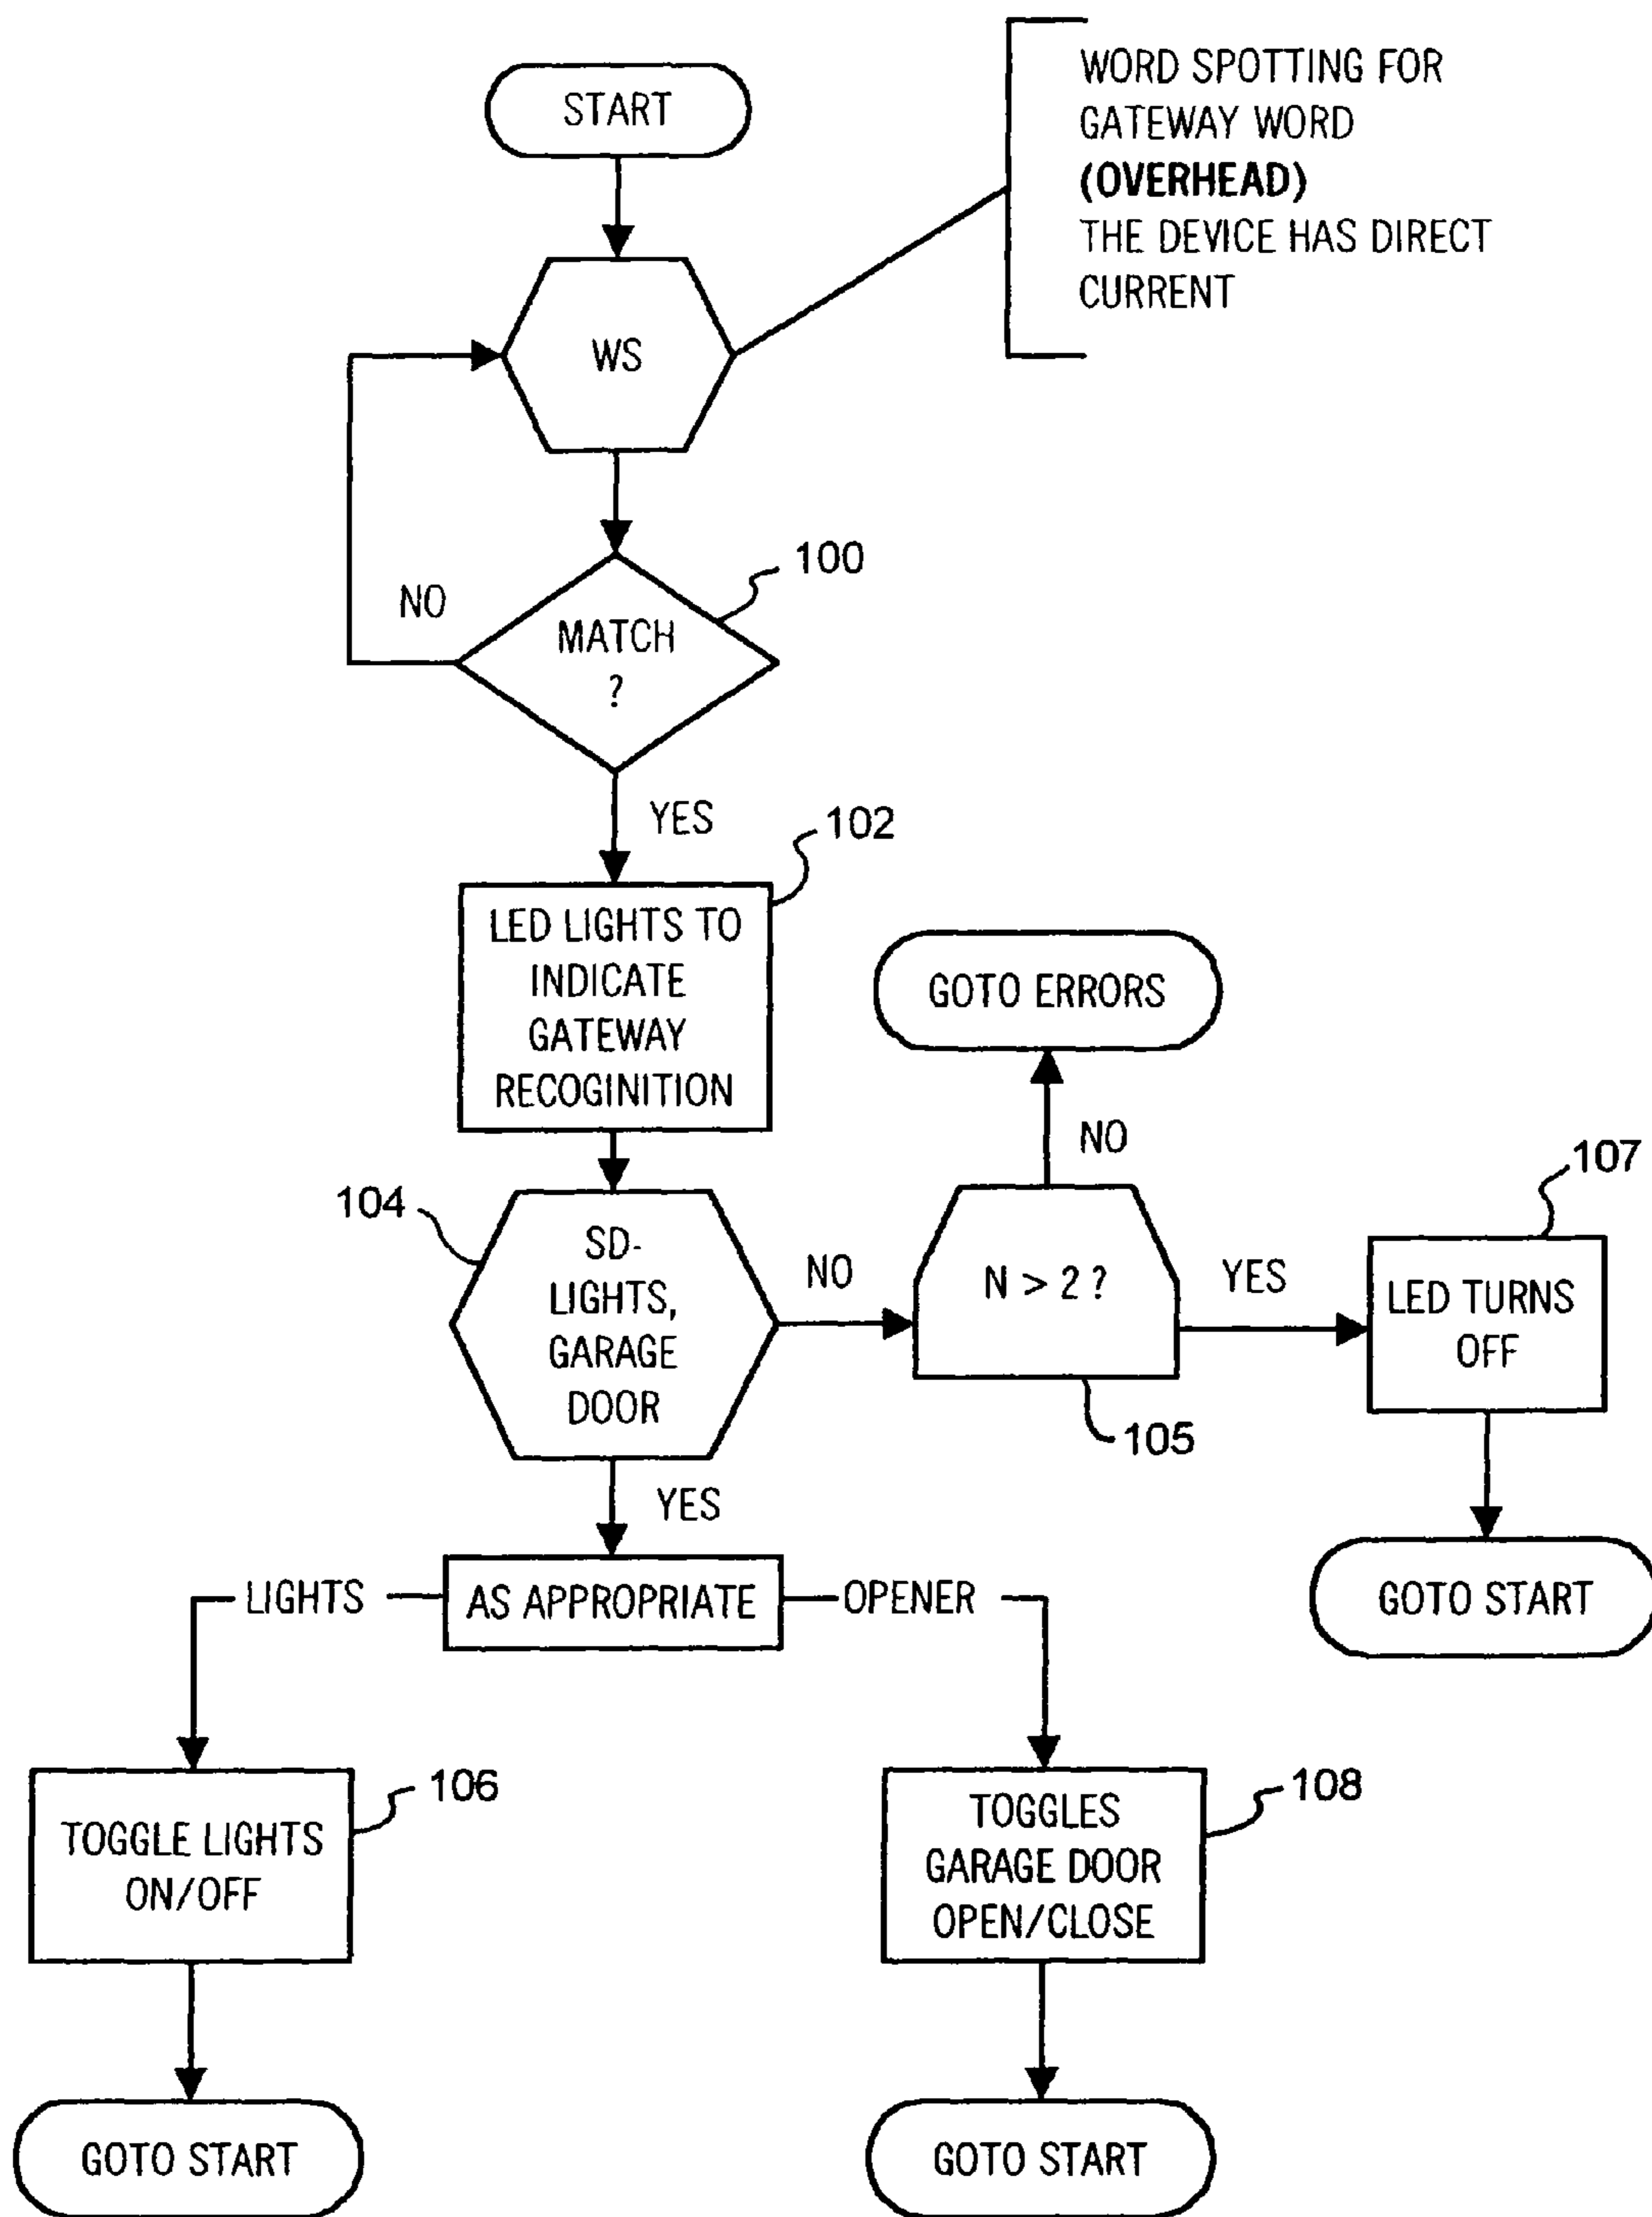 START
WORD SPOTTING FOR
GATEWAY WORD
(OVERHEAD)
THE DEVICE HAS DIRECT
CURRENT
WS
100
NO
MATCH
?
YES
102
LED LIGHTS TO
INDICATE
GATEWAY
RECOGINITION
GOTO ERRORS
NO
104
SD-
LIGHTS,
GARAGE
DOOR
NO
N > 2 ?
105
YES
107
LED TURNS
OFF
GOTO START
YES
LIGHTS
AS APPROPRIATE
OPENER
106
TOGGLE LIGHTS
ON/OFF
108
TOGGLES
GARAGE DOOR
OPEN/CLOSE
GOTO START
GOTO START